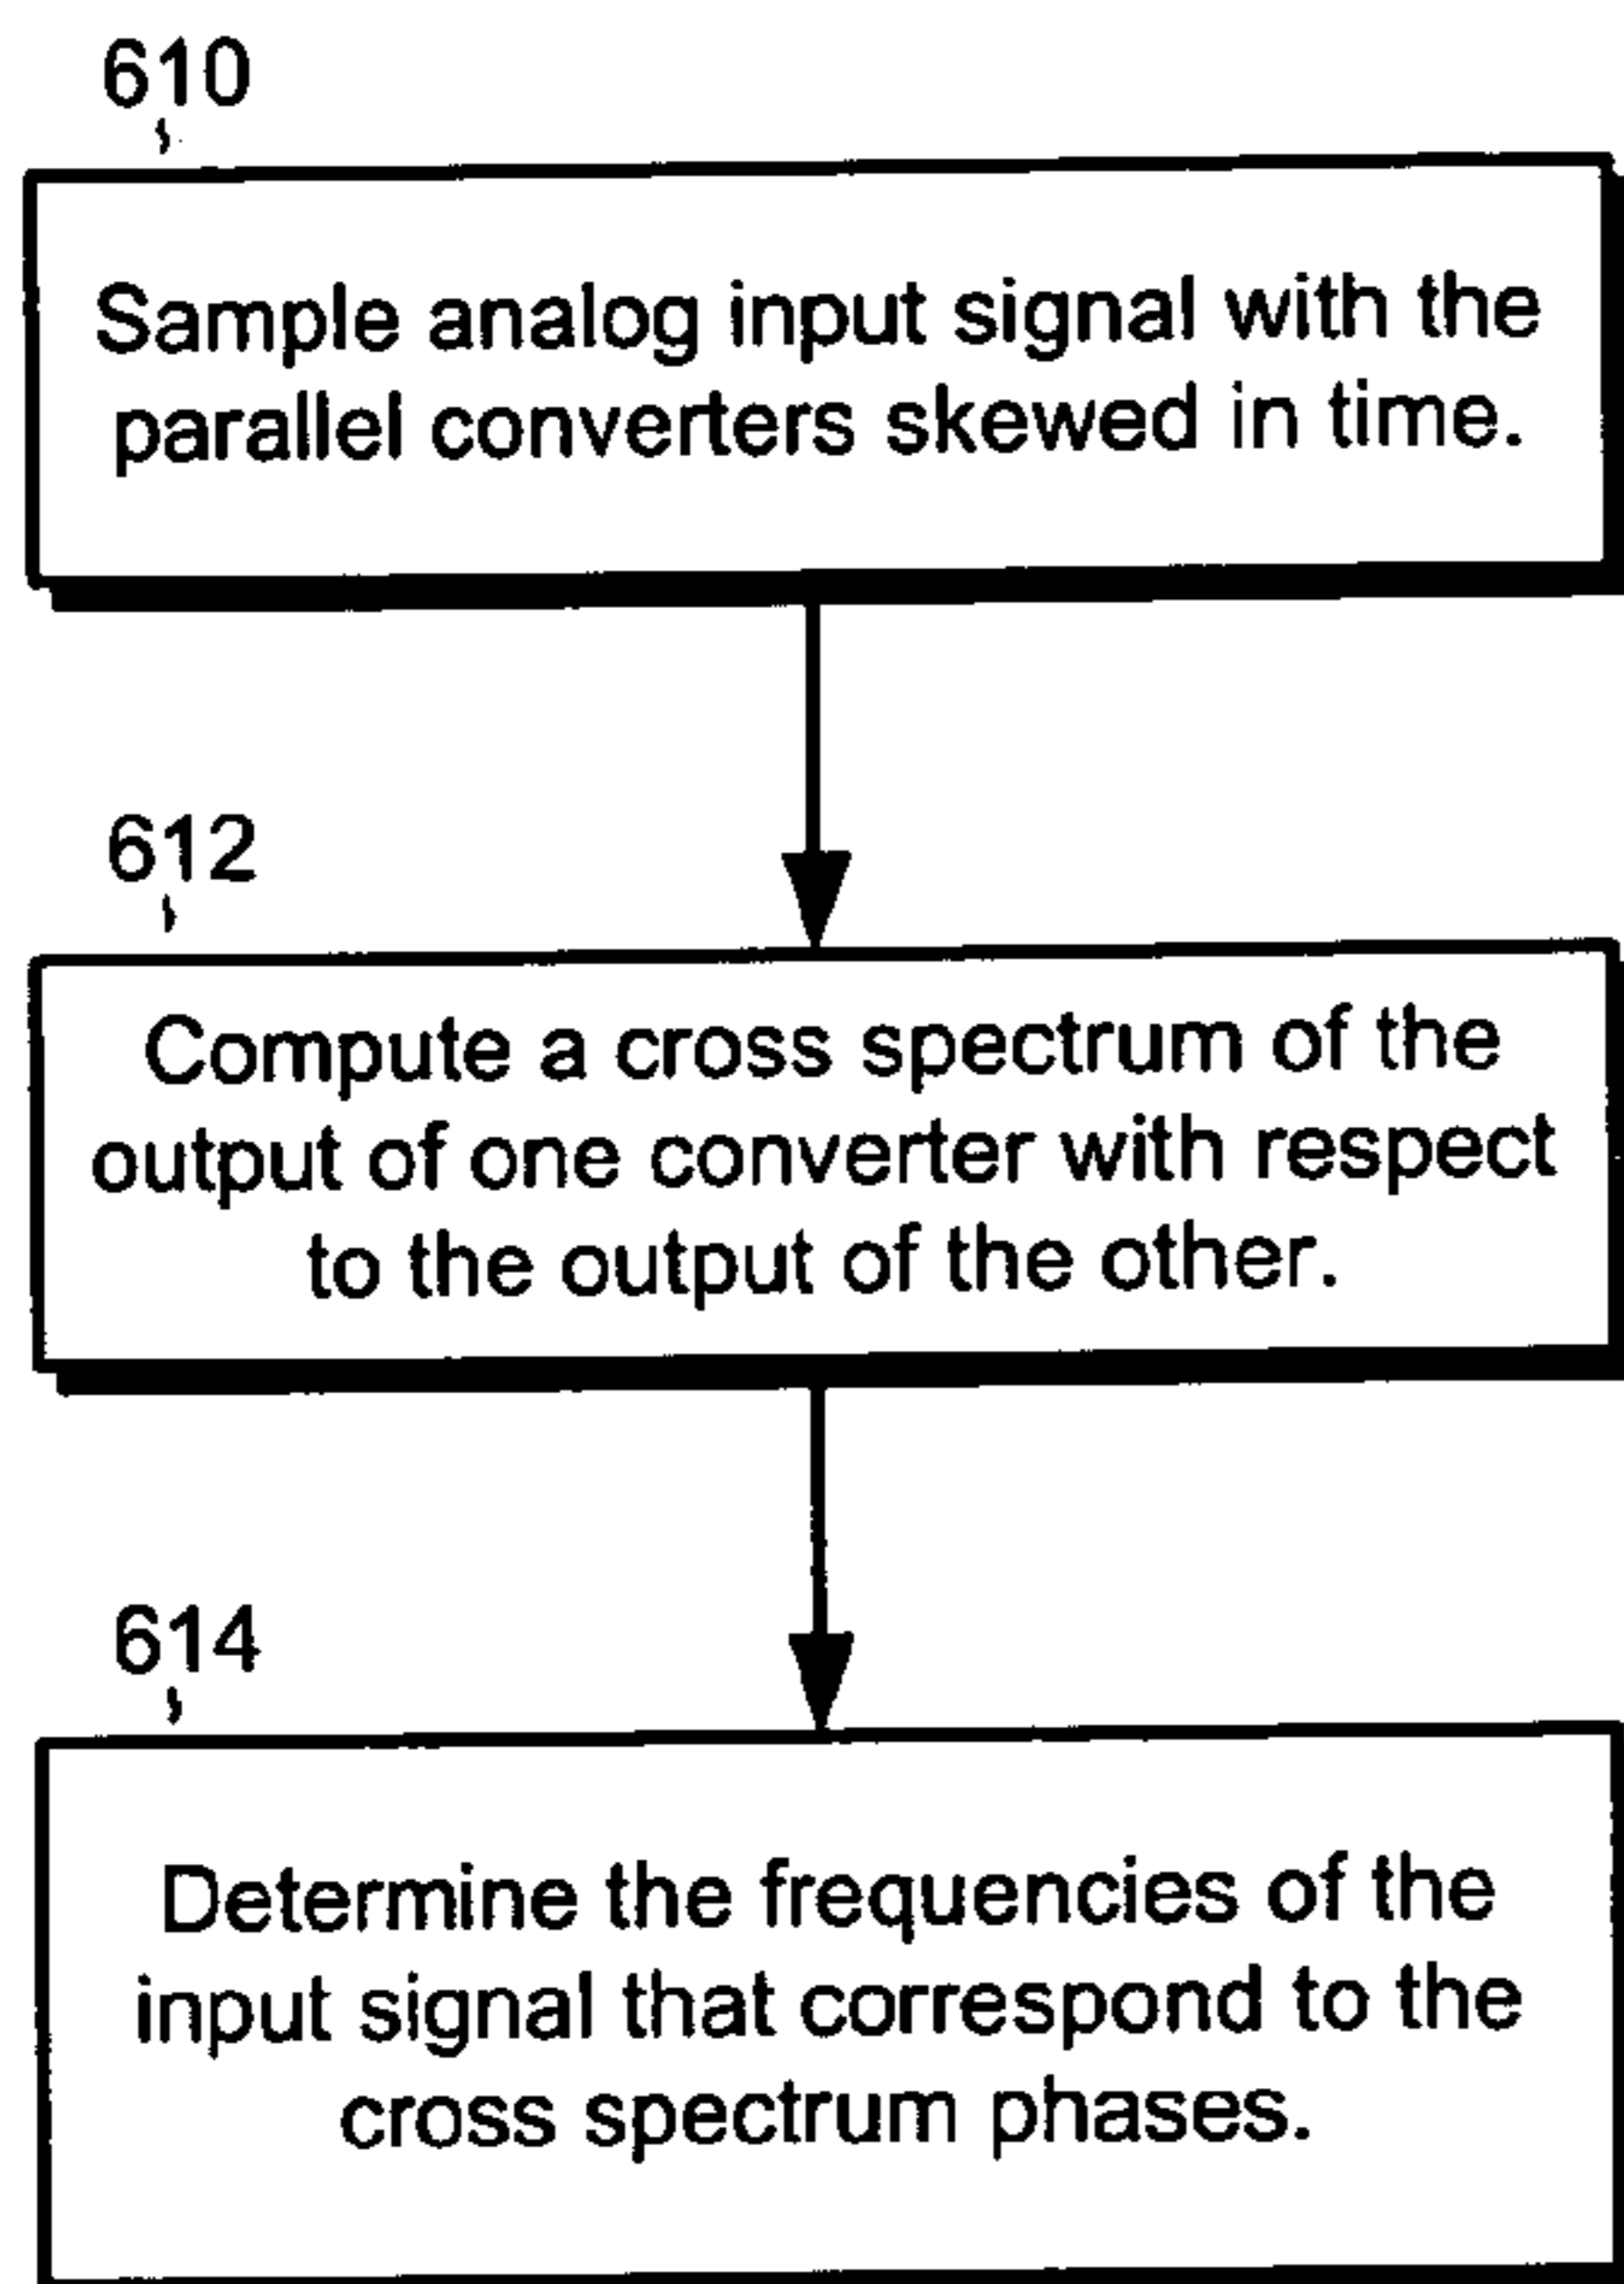 610
Sample analog input signal with the
parallel converters skewed in time.
612
Compute a cross spectrum of the
output of one converter with respect
to the output of the other.
614
Determine the frequencies of the
input signal that correspond to the
cross spectrum phases.